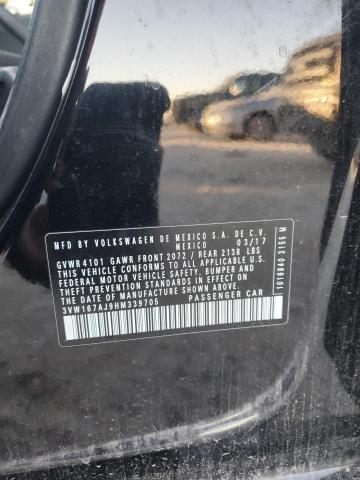 MFD BY VOLKSWAGEN DE MEXICO S.A. DE C.V.
MEXICO 03/17
GVWR 4101 GAWR FRONT 2072 / REAR 2138 LBS
THIS VEHICLE CONFORMS TO ALL APPLICABLE U.S.
FEDERAL MOTOR VEHICLE SAFETY, BUMPER AND
THEFT PREVENTION STANDARDS IN EFFECT ON
THE DATE OF MANUFACTURE SHOWN ABOVE.
3VW167AJ9HM339705 PASSENGER CAR
1016840 3155 M